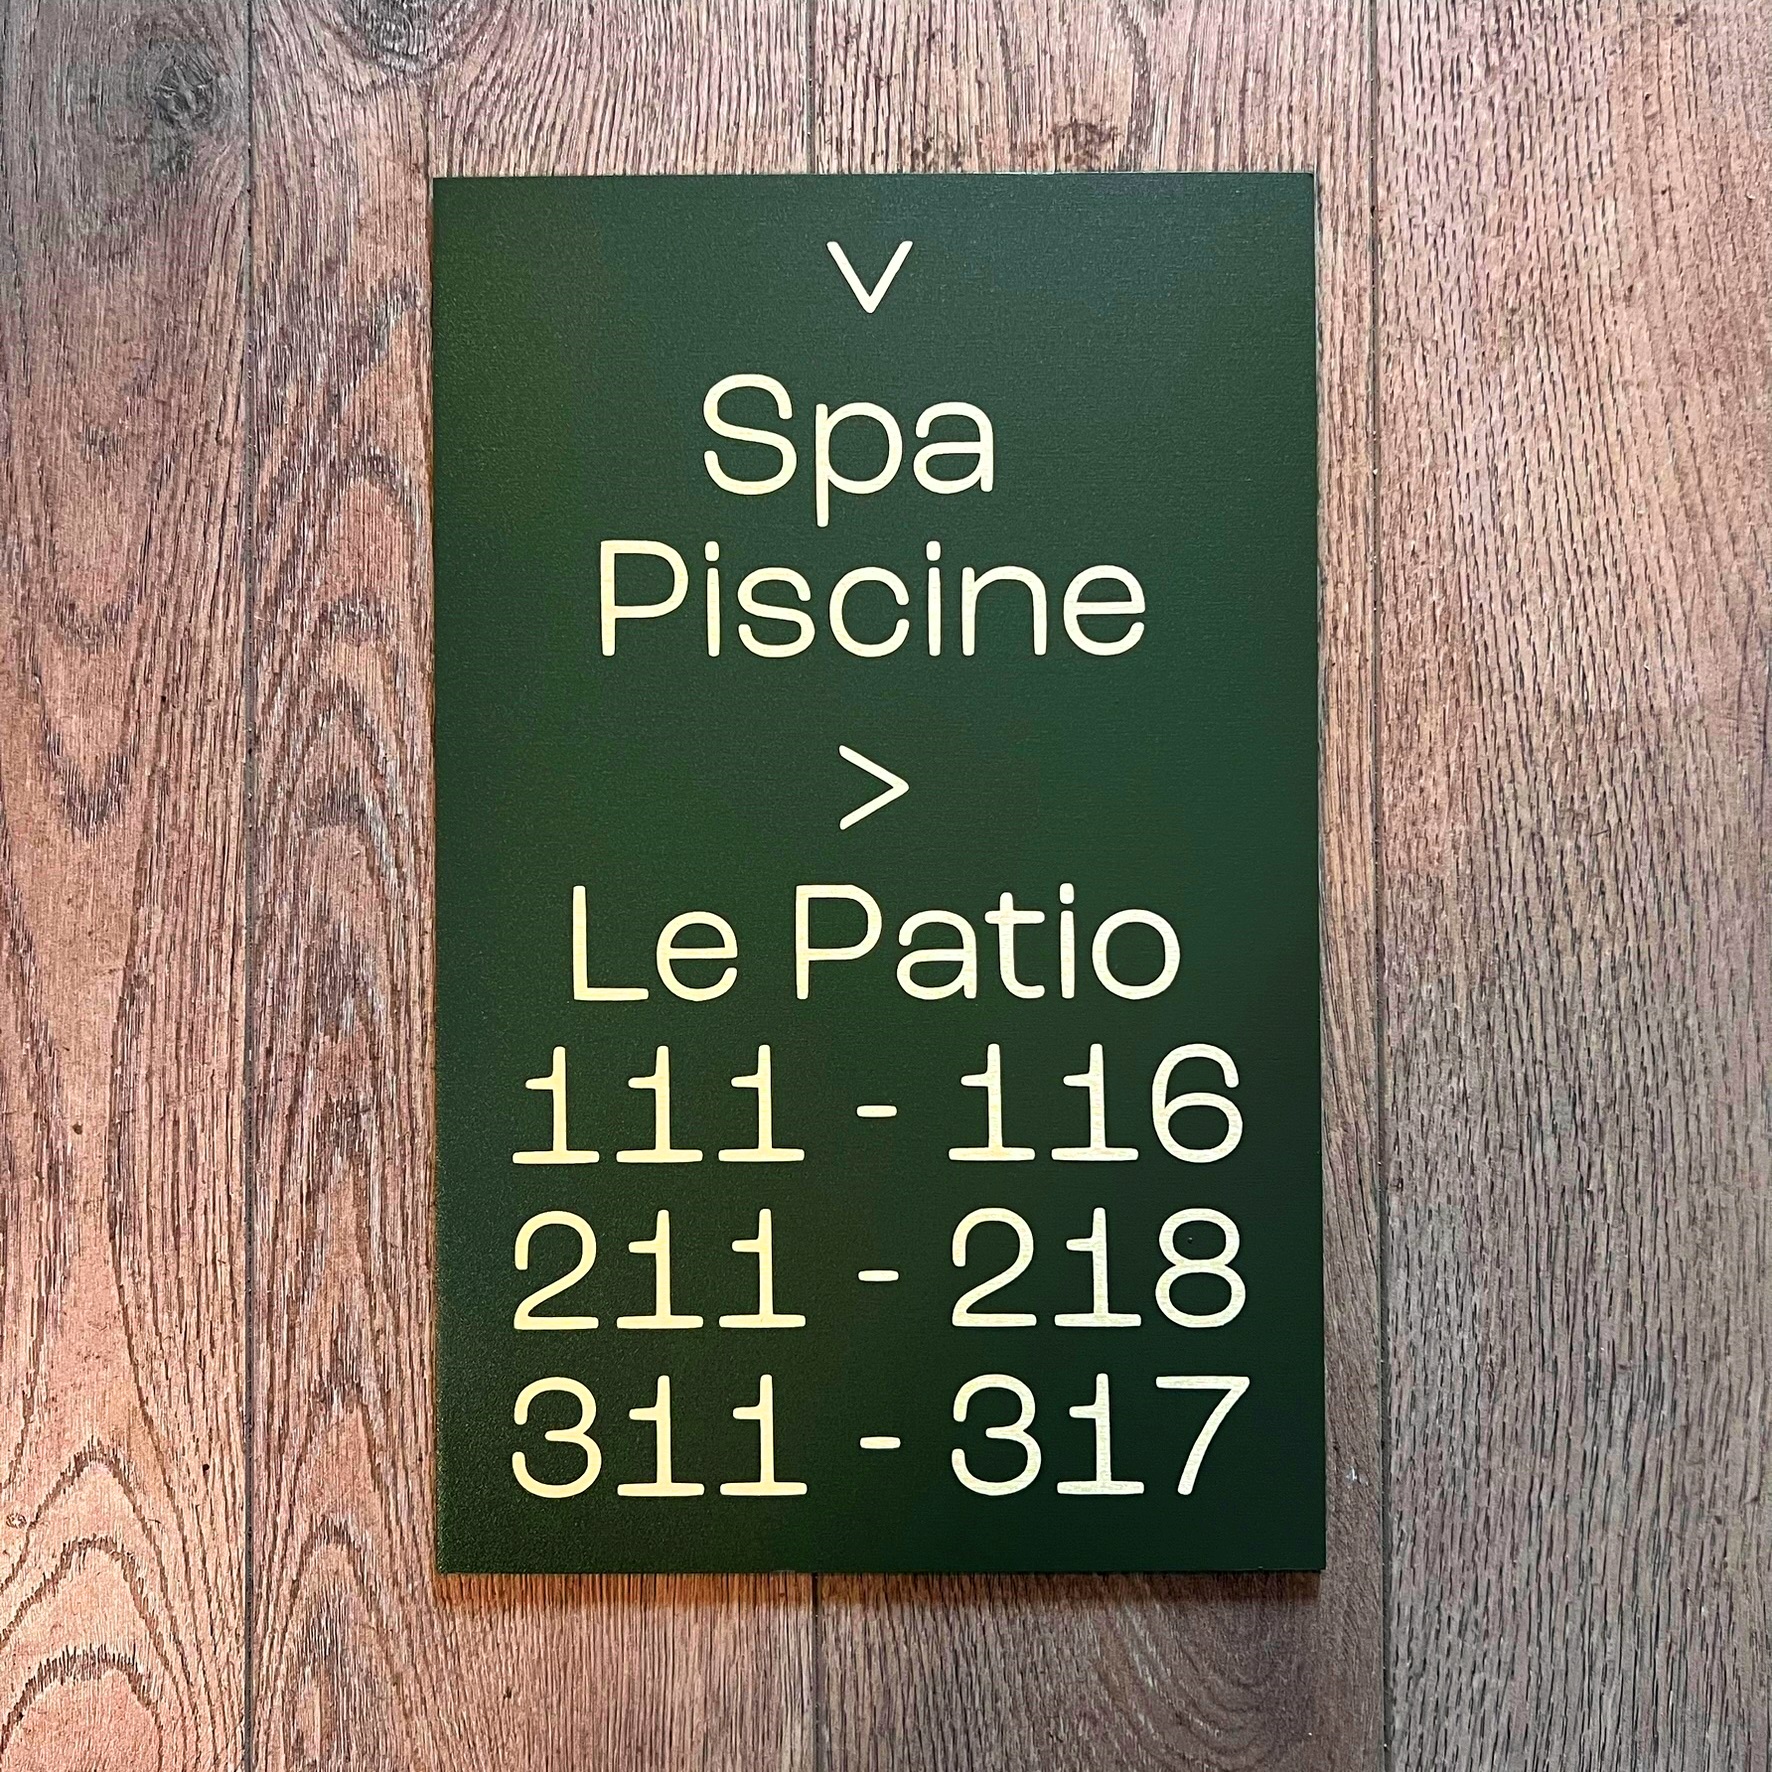 v
Spa
Piscine
>
Le Patio
111 - 116
211 - 218
311 - 317